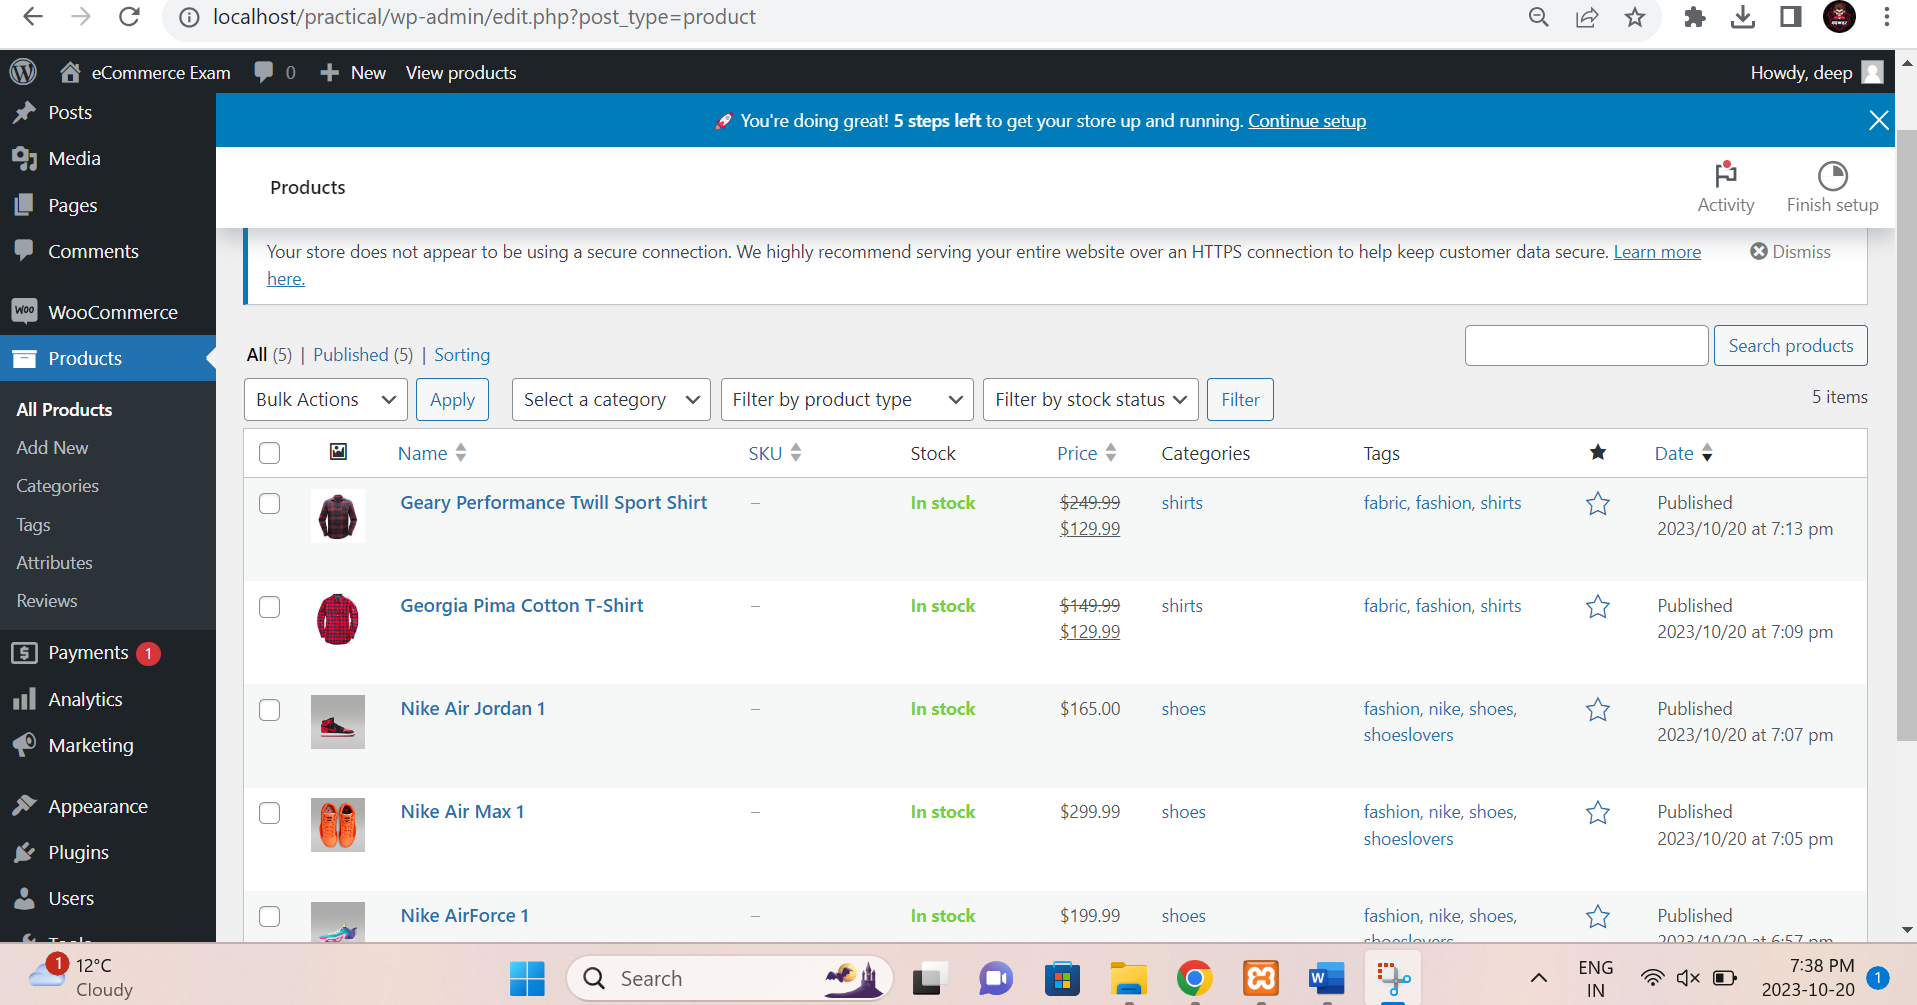 localhost/practical/wp-admin/edit.php?post_type=product
eCommerce Exam 0 New View products Howdy, deep
Posts
Media
Pages
Comments
WooCommerce
Products
All Products
Add New
Categories
Tags
Attributes
Reviews
Payments 1
Analytics
Marketing
Appearance
Plugins
Users
Tools
You're doing great! 5 steps left to get your store up and running. Continue setup
Products
Activity
Finish setup
Your store does not appear to be using a secure connection. We highly recommend serving your entire website over an HTTPS connection to help keep customer data secure. Learn more
here.
Dismiss
All (5) | Published (5) | Sorting
Search products
Bulk Actions Apply Select a category Filter by product type Filter by stock status Filter
5 items
Name SKU Stock Price Categories Tags Date
Geary Performance Twill Sport Shirt – In stock $249.99 shirts fabric, fashion, shirts Published
$129.99 2023/10/20 at 7:13 pm
Georgia Pima Cotton T-Shirt – In stock $149.99 shirts fabric, fashion, shirts Published
$129.99 2023/10/20 at 7:09 pm
Nike Air Jordan 1 – In stock $165.00 shoes fashion, nike, shoes, Published
shoeslovers 2023/10/20 at 7:07 pm
Nike Air Max 1 – In stock $299.99 shoes fashion, nike, shoes, Published
shoeslovers 2023/10/20 at 7:05 pm
Nike AirForce 1 – In stock $199.99 shoes fashion, nike, shoes, Published
shoeslovers 2023/10/20 at 6:57 pm
1
12°C
Cloudy
Search
ENG
IN
7:38 PM
2023-10-20
1